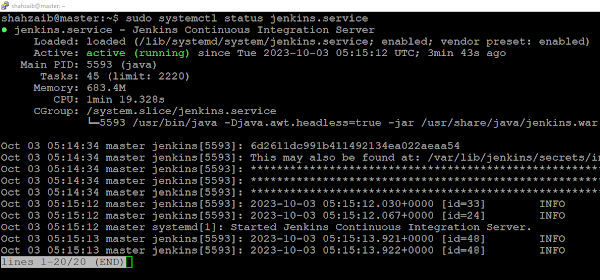 shahzaib@master: ~
shahzaib@master:~$ sudo systemctl status jenkins.service
● jenkins.service - Jenkins Continuous Integration Server
Loaded: loaded (/lib/systemd/system/jenkins.service; enabled; vendor preset: enabled)
Active: active (running) since Tue 2023-10-03 05:15:12 UTC; 3min 43s ago
Main PID: 5593 (java)
Tasks: 45 (limit: 2220)
Memory: 683.4M
CPU: 1min 19.328s
CGroup: /system.slice/jenkins.service
└─5593 /usr/bin/java -Djava.awt.headless=true -jar /usr/share/java/jenkins.war
Oct 03 05:14:34 master jenkins[5593]: 6d2611dc991b411492134ea022aeaa54
Oct 03 05:14:34 master jenkins[5593]: This may also be found at: /var/lib/jenkins/secrets/in
Oct 03 05:14:34 master jenkins[5593]: *************************************************
Oct 03 05:14:34 master jenkins[5593]: *************************************************
Oct 03 05:14:34 master jenkins[5593]: *************************************************
Oct 03 05:15:12 master jenkins[5593]: 2023-10-03 05:15:12.030+0000 [id=33] INFO
Oct 03 05:15:12 master jenkins[5593]: 2023-10-03 05:15:12.067+0000 [id=24] INFO
Oct 03 05:15:12 master systemd[1]: Started Jenkins Continuous Integration Server.
Oct 03 05:15:13 master jenkins[5593]: 2023-10-03 05:15:13.921+0000 [id=48] INFO
Oct 03 05:15:13 master jenkins[5593]: 2023-10-03 05:15:13.922+0000 [id=48] INFO
lines 1-20/20 (END)